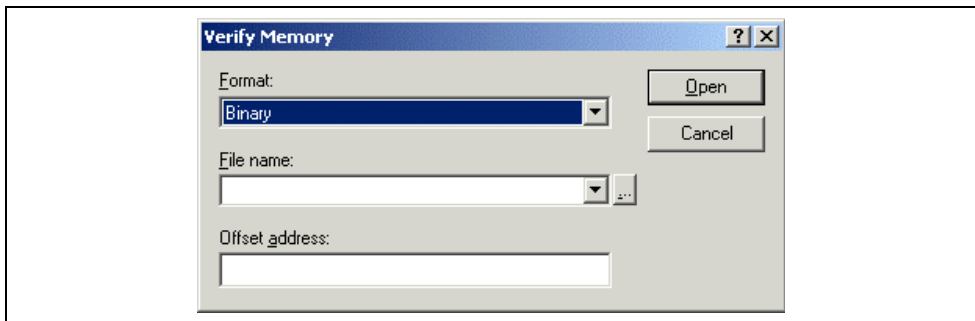 Verify Memory
Format:
Open
Binary
Cancel
File name:
...
Offset address: